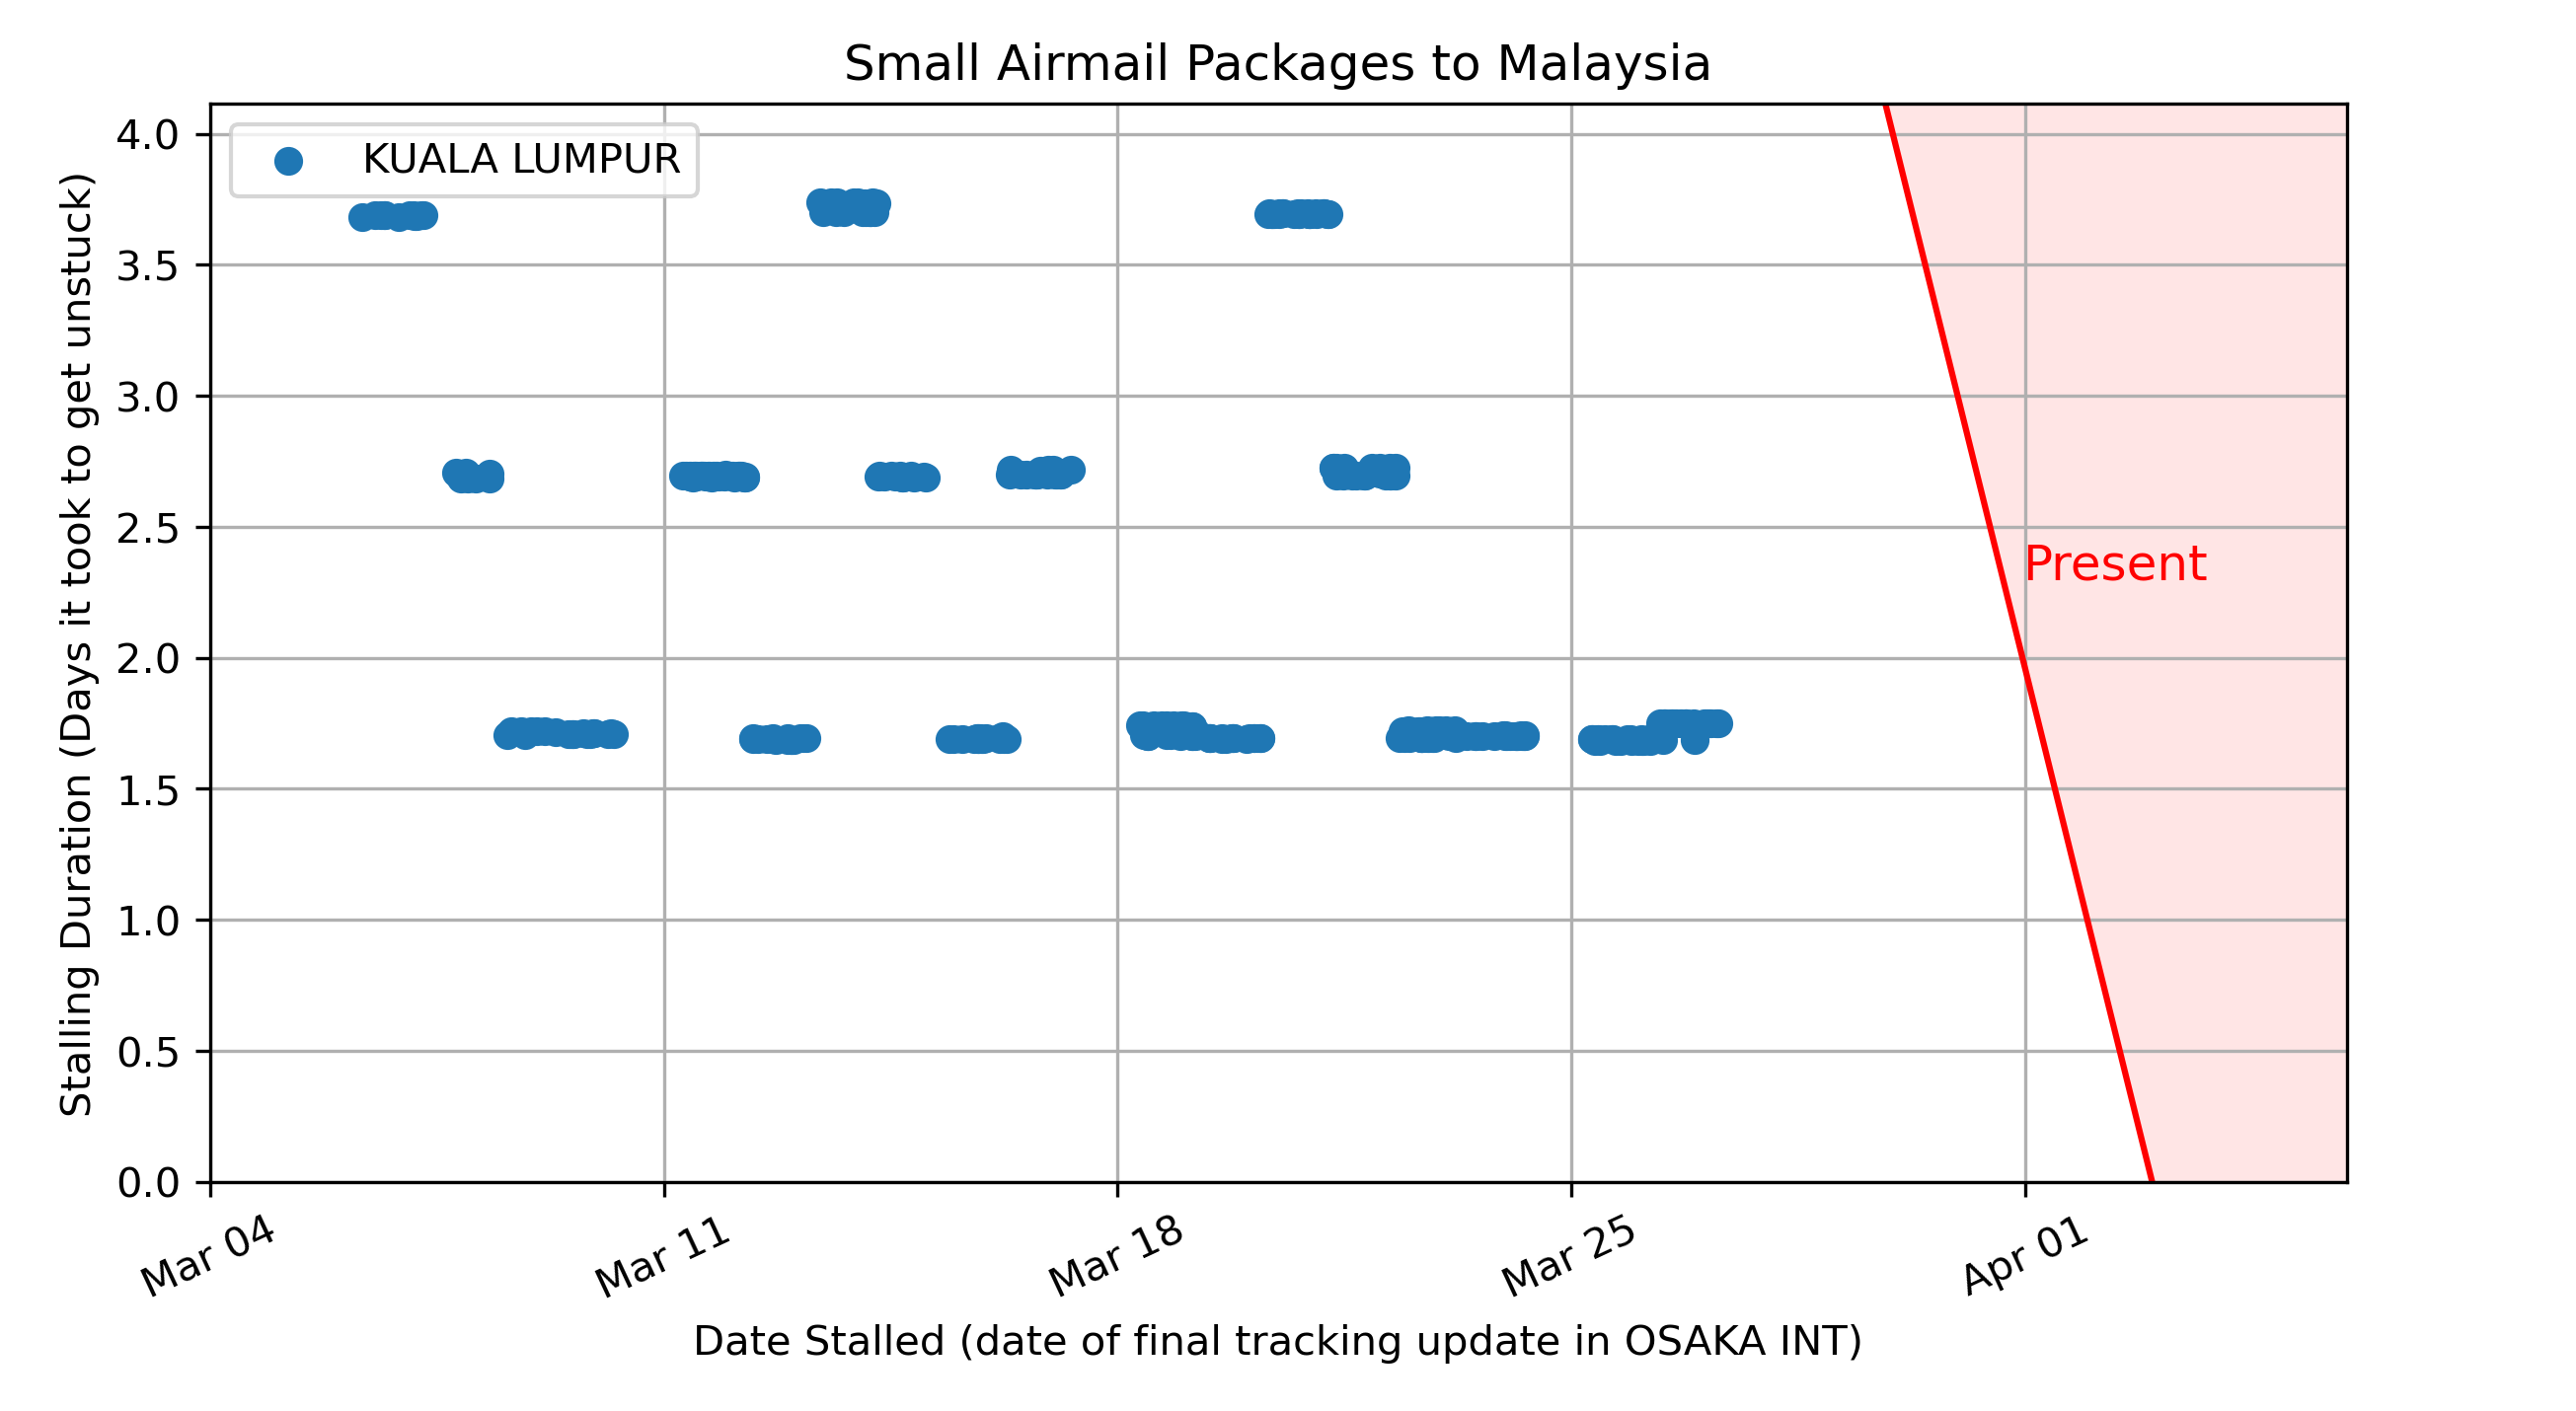 Small Airmail Packages to Malaysia
KUALA LUMPUR
Stalling Duration (Days it took to get unstuck)
4.0
3.5
3.0
2.5
2.0
1.5
1.0
0.5
0.0
Present
Mar 04
Mar 11
Mar 18
Mar 25
Apr 01
Date Stalled (date of final tracking update in OSAKA INT)